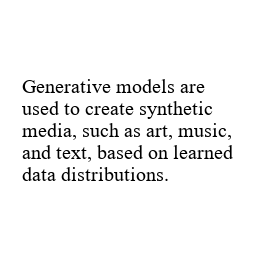 Generative models are
used to create synthetic
media, such as art, music,
and text, based on learned
data distributions.